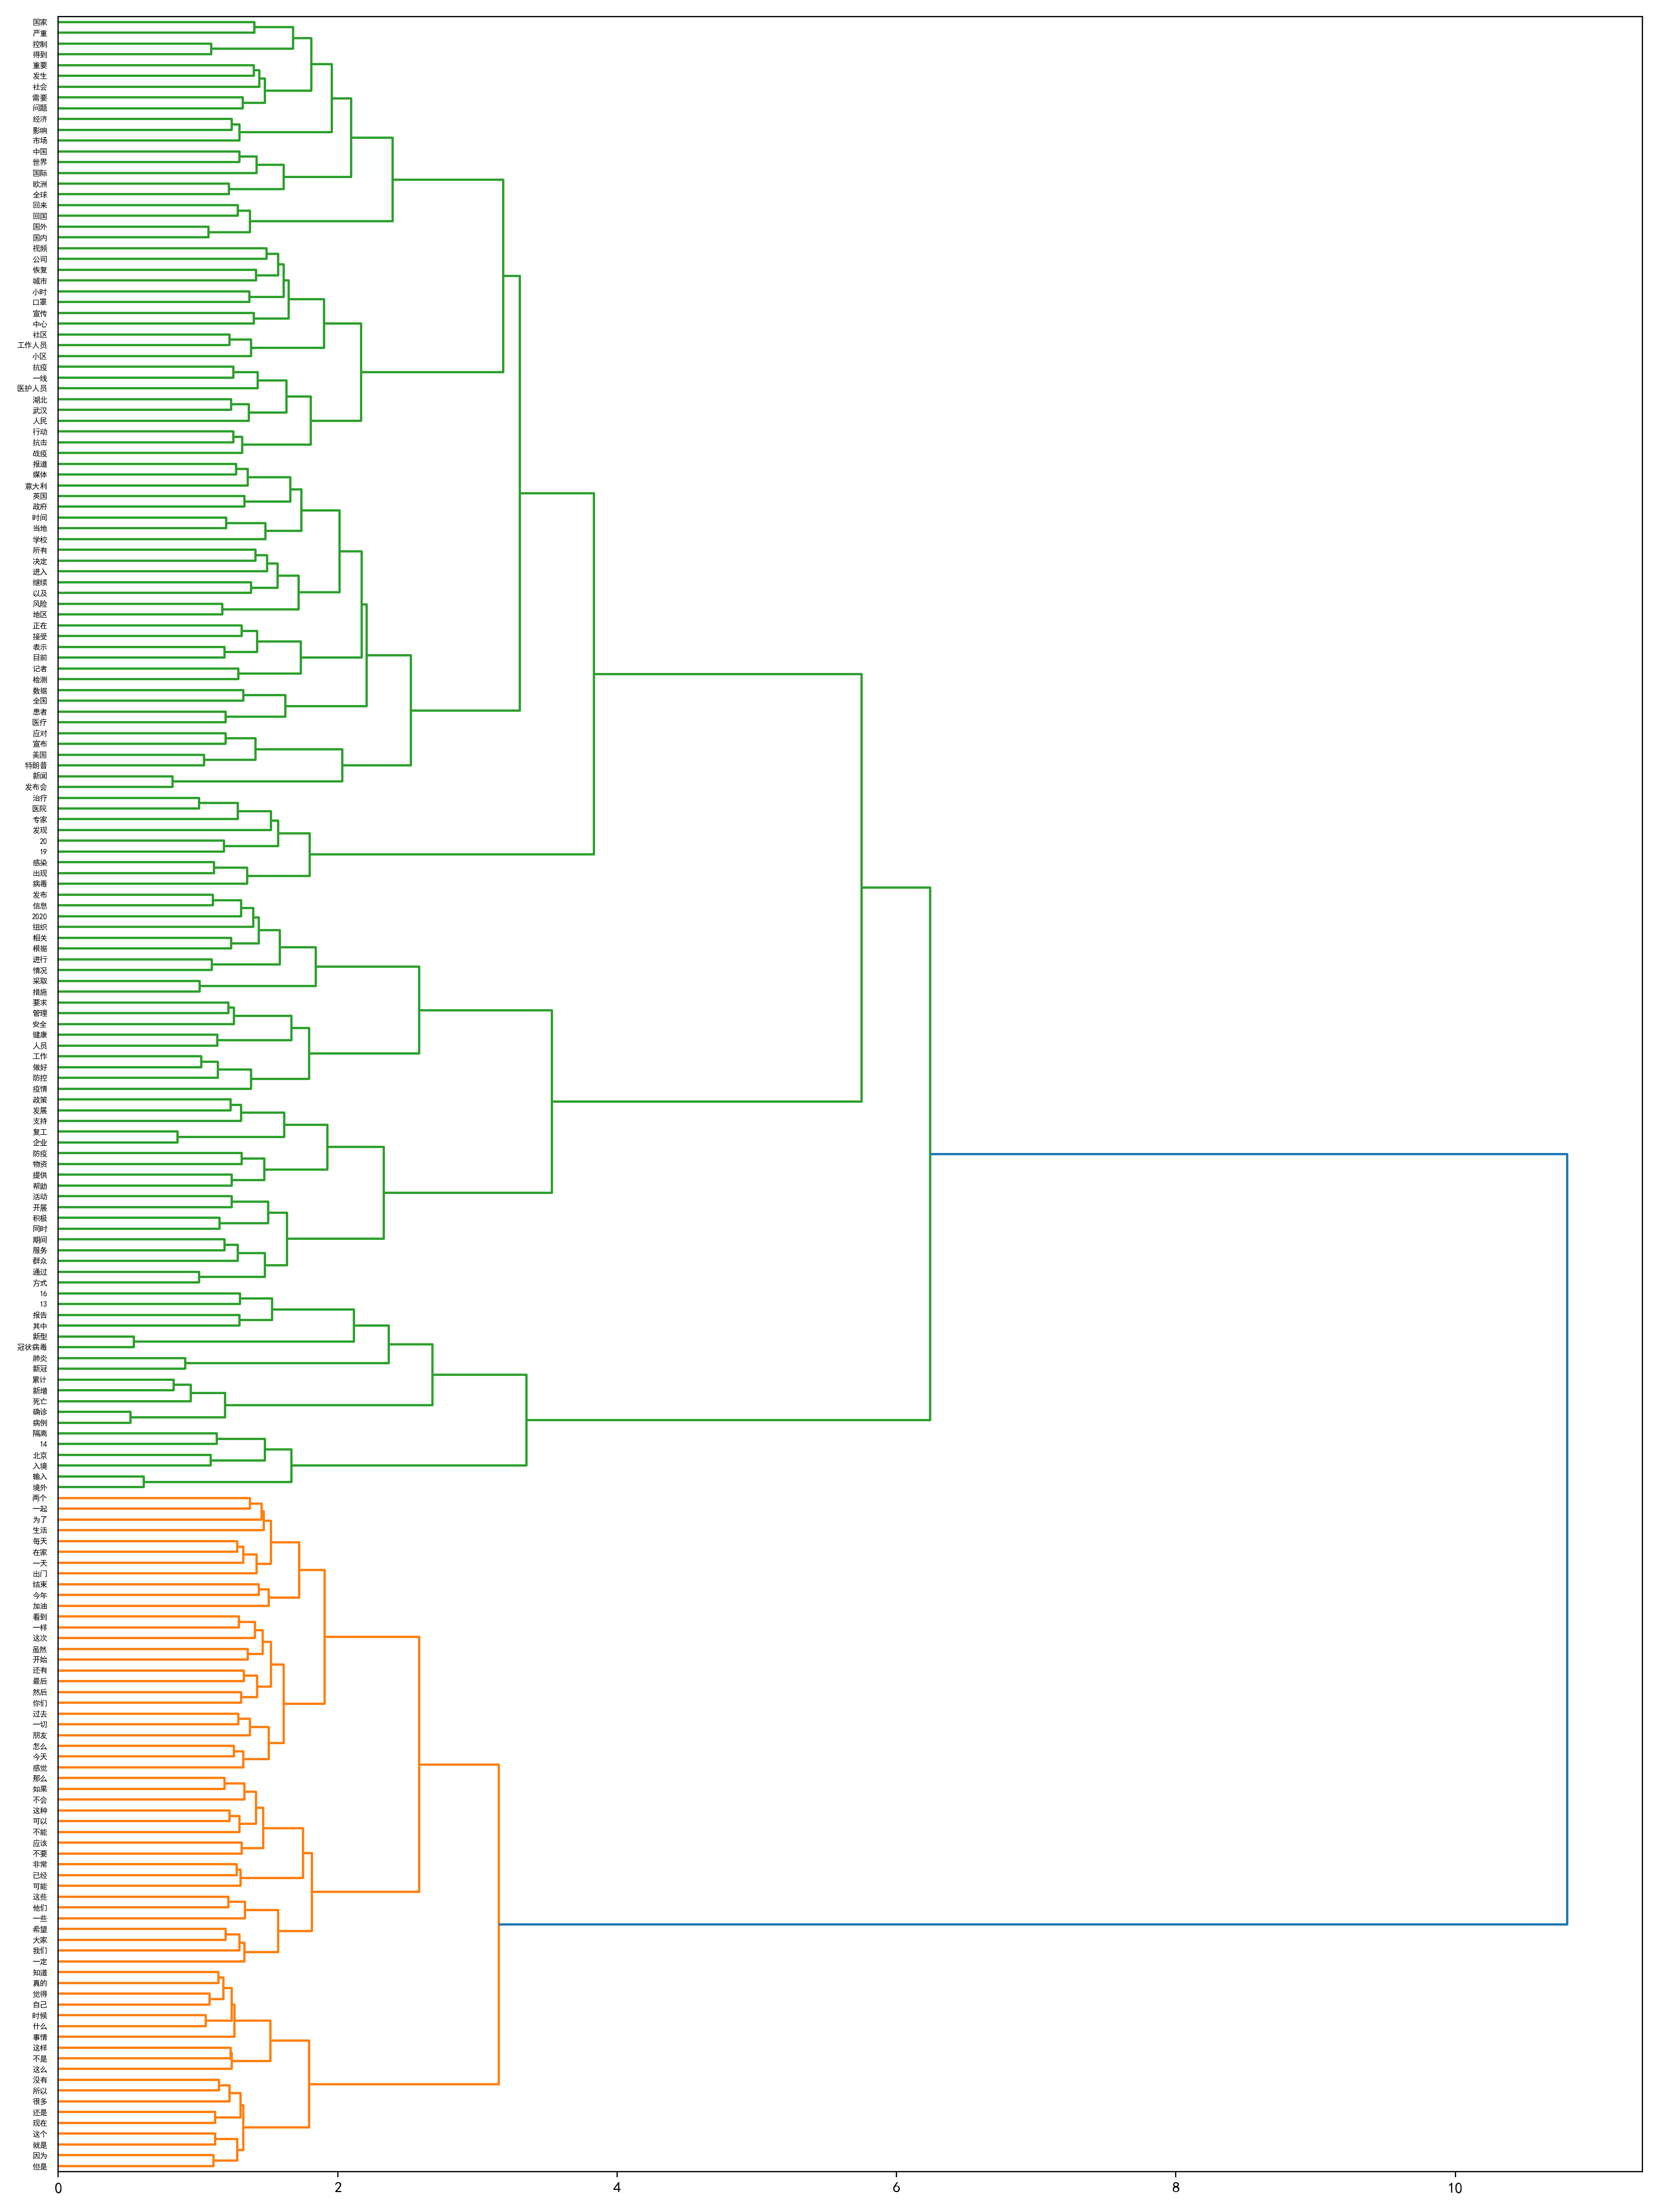 国家
严重
控制
得到
重要
发生
社会
需要
问题
经济
影响
市场
中国
世界
国际
欧洲
全球
回来
回国
国外
国内
视频
公司
恢复
城市
小时
口罩
宣传
中心
社区
工作人员
小区
抗疫
一线
医护人员
湖北
武汉
人民
行动
抗击
战疫
报道
媒体
意大利
英国
政府
时间
当地
学校
所有
决定
进入
继续
以及
风险
地区
正在
接受
表示
目前
记者
检测
数据
全国
患者
医疗
应对
宣布
美国
特朗普
新闻
发布会
治疗
医院
专家
发现
20
19
感染
出现
病毒
发布
信息
2020
组织
相关
根据
进行
情况
采取
措施
要求
管理
安全
健康
人员
工作
做好
防控
疫情
政策
发展
支持
复工
企业
防疫
物资
提供
帮助
活动
开展
积极
同时
期间
服务
群众
通过
方式
16
13
报告
其中
新型
冠状病毒
肺炎
新冠
累计
新增
死亡
确诊
病例
隔离
14
北京
入境
输入
境外
两个
一起
为了
生活
每天
在家
一天
出门
结束
今年
加油
看到
一样
这次
虽然
开始
还有
最后
然后
你们
过去
一切
朋友
怎么
今天
感觉
那么
如果
不会
这种
可以
不能
应该
不要
非常
已经
可能
这些
他们
一些
希望
大家
我们
一定
知道
真的
觉得
自己
时候
什么
事情
这样
不是
这么
没有
所以
很多
还是
现在
这个
就是
因为
但是
0 2 4 6 8 10